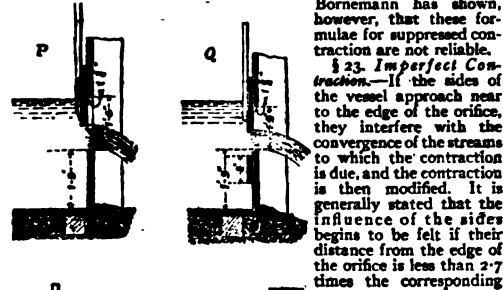 P
Q
Bornemann has shown,
however, that these for-
mulae for suppressed con-
traction are not reliable.
§ 23. Imperfect Con-
traction.—If the sides of
the vessel approach near
to the edge of the orifice,
they interfere with the
convergence of the streams
to which the contraction
is due, and the contraction
is then modified. It is
generally stated that the
influence of the sides
begins to be felt if their
distance from the edge of
the orifice is less than 2·7
times the corresponding